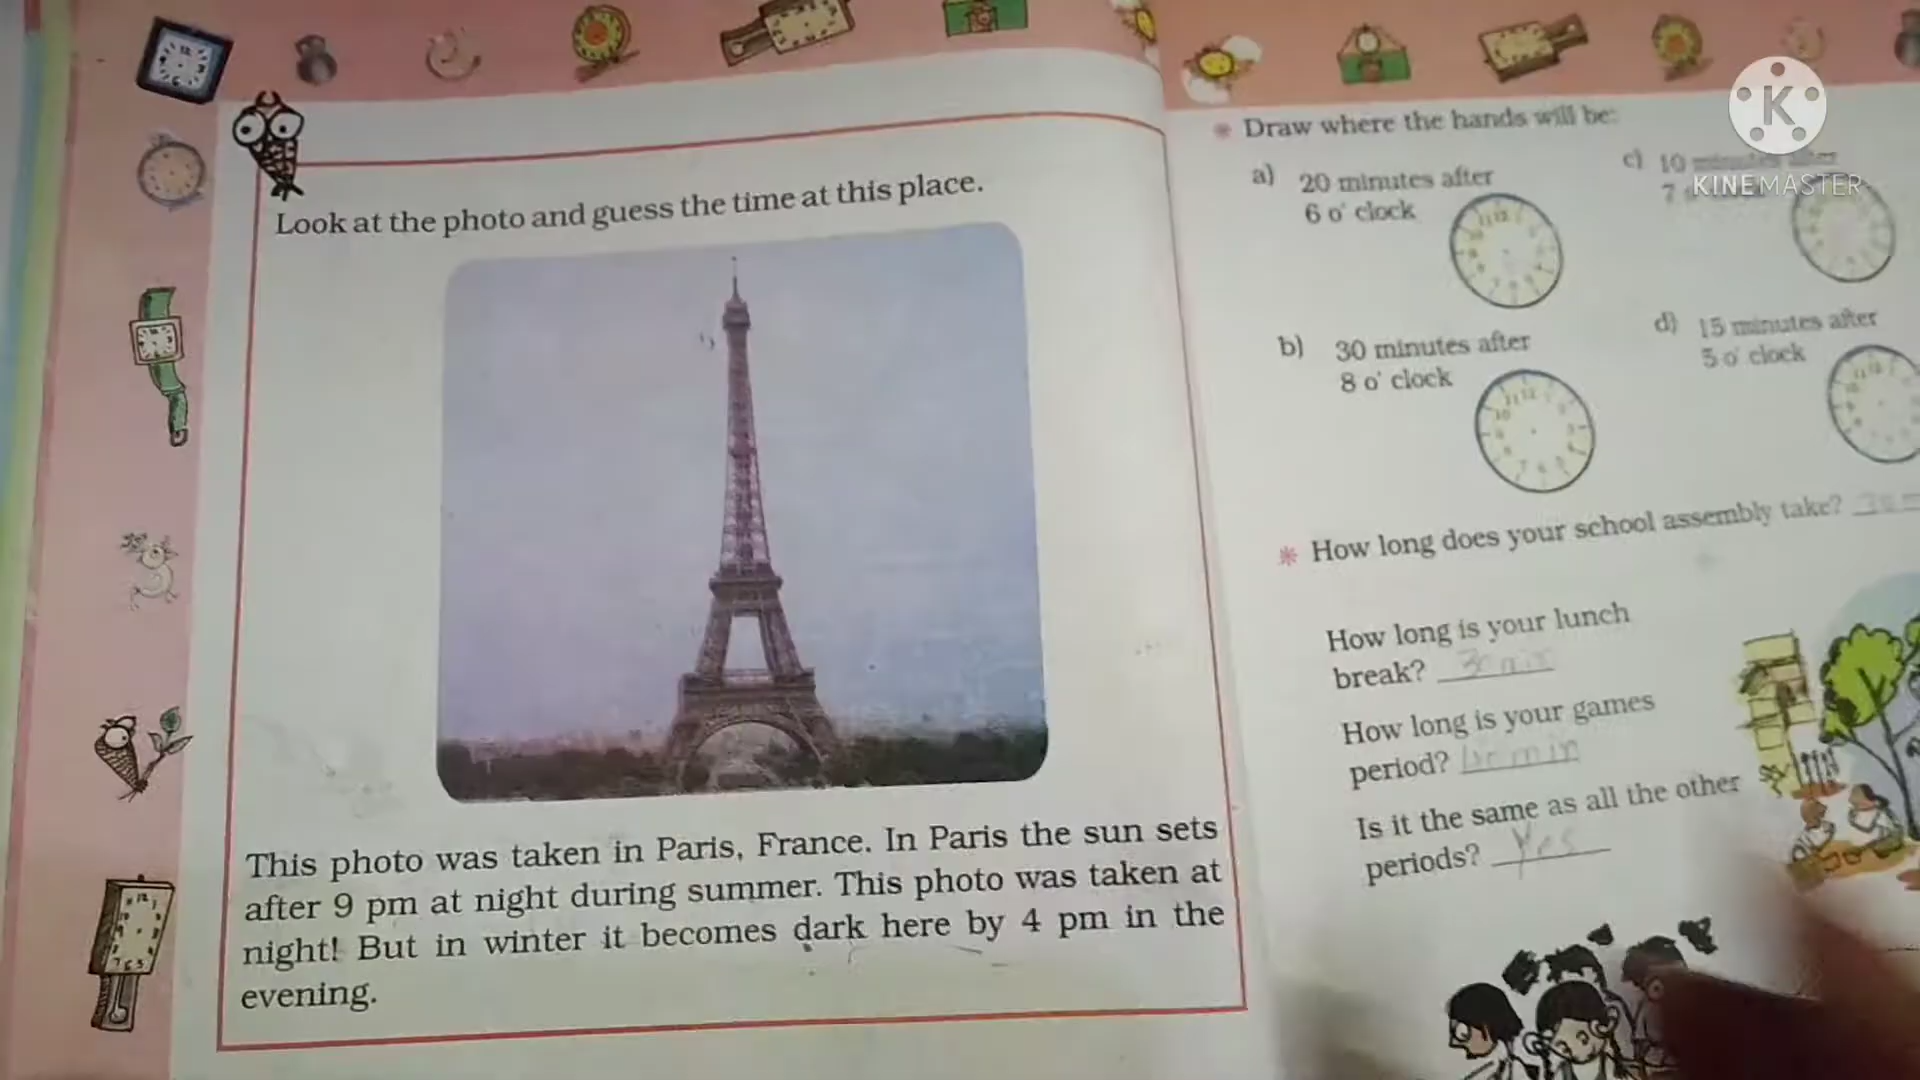 Look at the photo and guess the time at this place.
This photo was taken in Paris, France. In Paris the sun sets
after 9 pm at night during summer. This photo was taken at
night! But in winter it becomes dark here by 4 pm in the
evening.
Draw where the hands will be:
a) 20 minutes after
6 o' clock
b) 30 minutes after
8 o' clock
c) 10 minutes after
7
d) 15 minutes after
5 o' clock
How long does your school assembly take?
How long is your lunch
break?
How long is your games
period?
Is it the same as all the other
periods? Yes
K
KINEMASTER